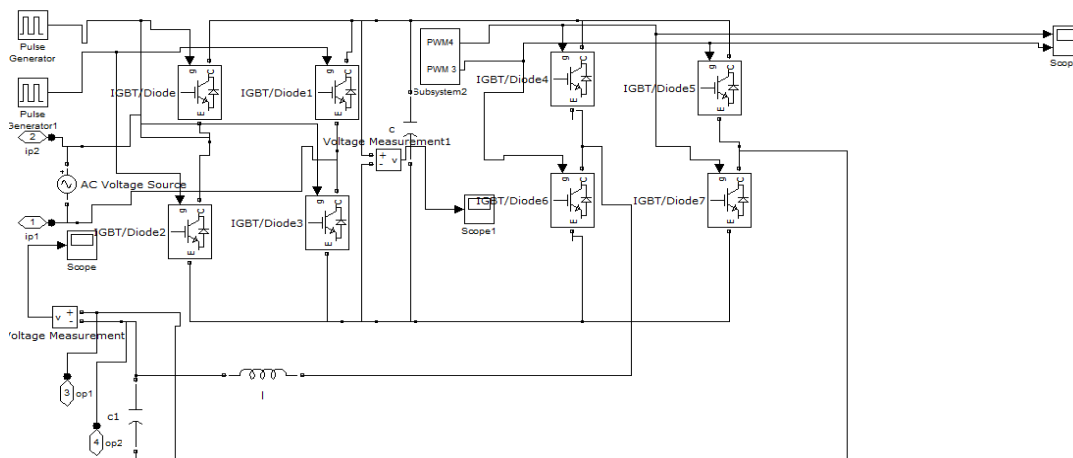 Pulse
Generator
Pulse
Generator1
2
ip2
AC Voltage Source
1
ip1
Scope
v
+
-
Voltage Measurement
3
op1
4
op2
c1
l
g
C
E
IGBT/Diode
g
C
E
IGBT/Diode1
g
C
E
IGBT/Diode2
g
C
E
IGBT/Diode3
c
Voltage Measurement1
+
-
v
Scope1
PWM4
PWM 3
Subsystem2
g
C
E
IGBT/Diode4
g
C
E
IGBT/Diode5
g
C
E
IGBT/Diode6
g
C
E
IGBT/Diode7
Scop